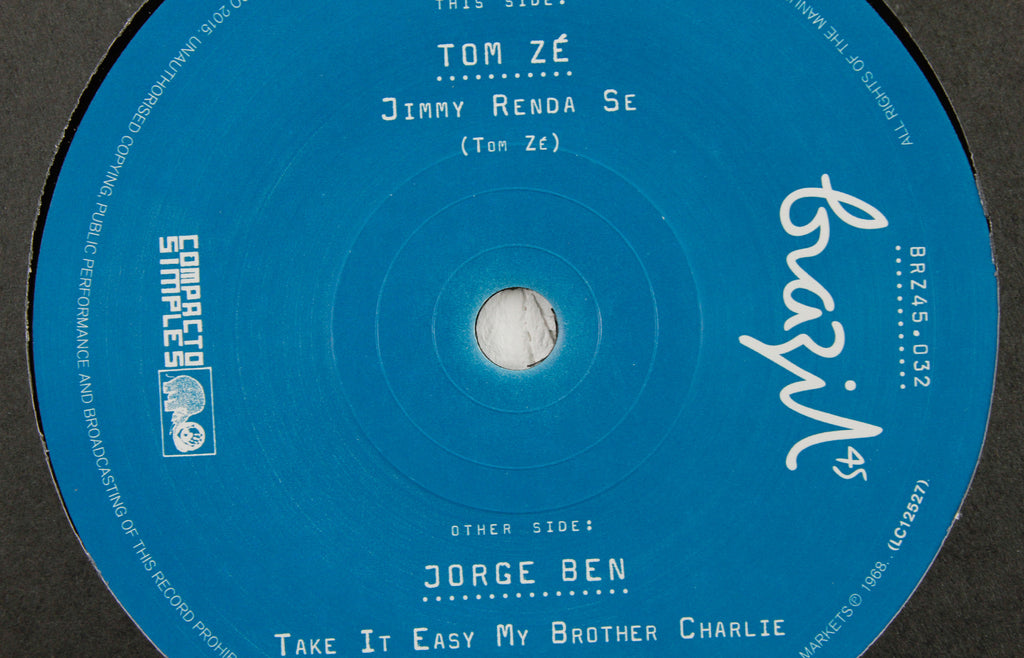 THIS SIDE:
TOM ZÉ
JIMMY RENDA SE
(TOM ZÉ)
brazil 45
BRZ45.032
COMPACTO
SIMPLES
OTHER SIDE:
JORGE BEN
TAKE IT EASY MY BROTHER CHARLIE
2015. UNAUTHORISED COPYING, PUBLIC PERFORMANCE AND BROADCASTING OF THIS RECORD
ALL RIGHTS OF THE
MARKETS ℗ 1968. (LC12527).